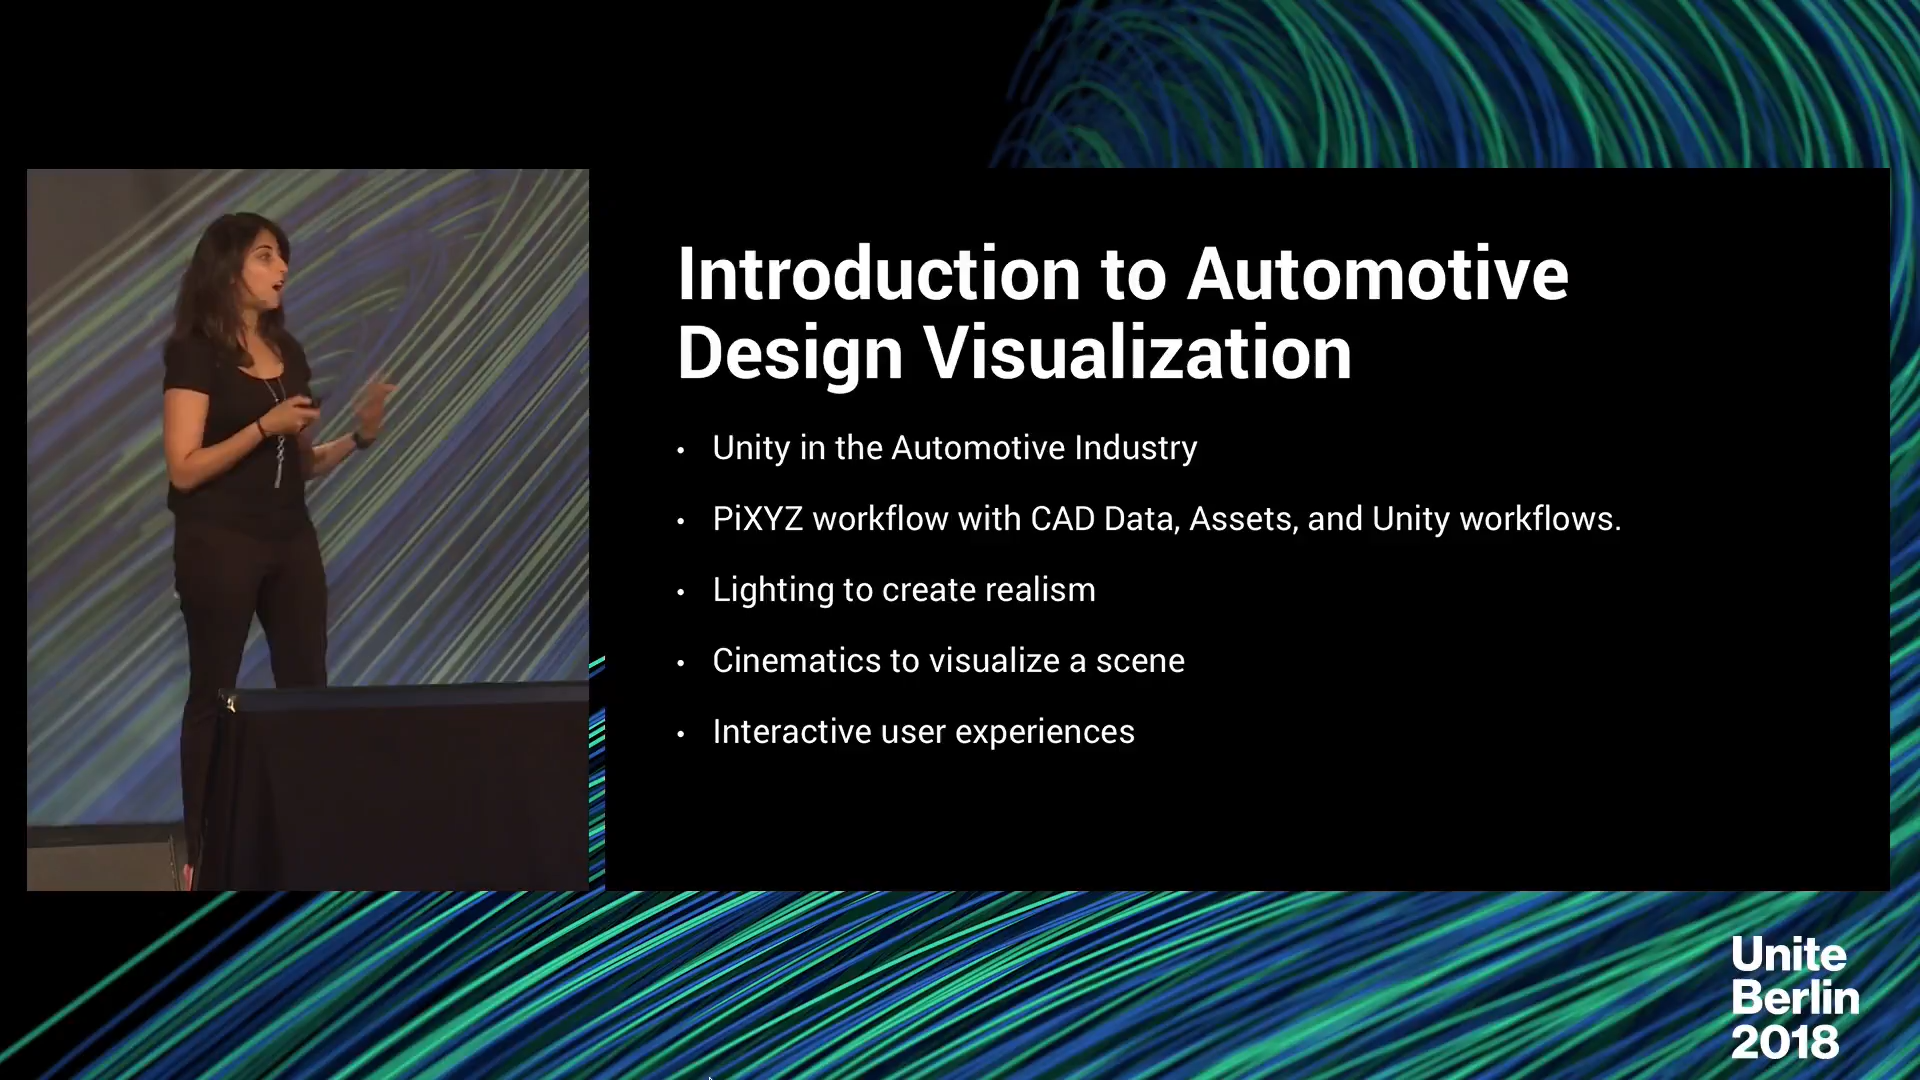 Introduction to Automotive
Design Visualization
• Unity in the Automotive Industry
• PiXYZ workflow with CAD Data, Assets, and Unity workflows.
• Lighting to create realism
• Cinematics to visualize a scene
• Interactive user experiences
Unite
Berlin
2018